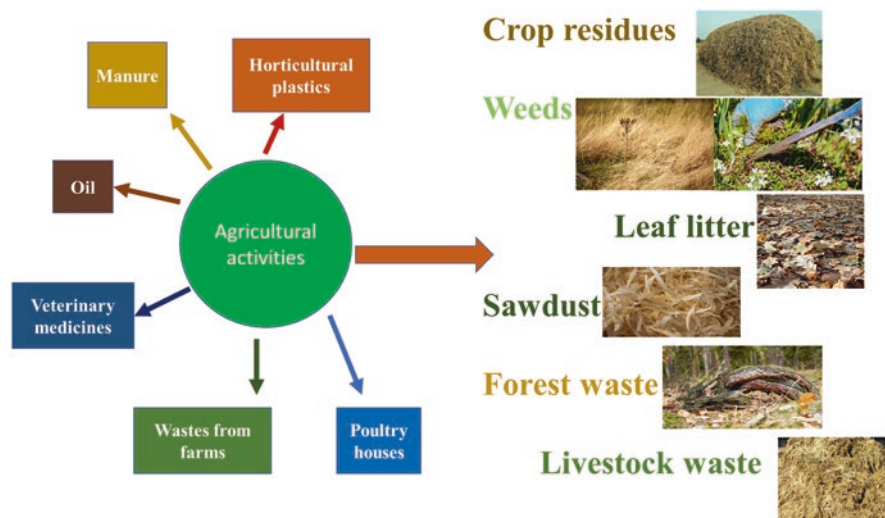 Manure
Horticultural
plastics
Oil
Agricultural
activities
Veterinary
medicines
Wastes from
farms
Poultry
houses
Crop residues
Weeds
Leaf litter
Sawdust
Forest waste
Livestock waste